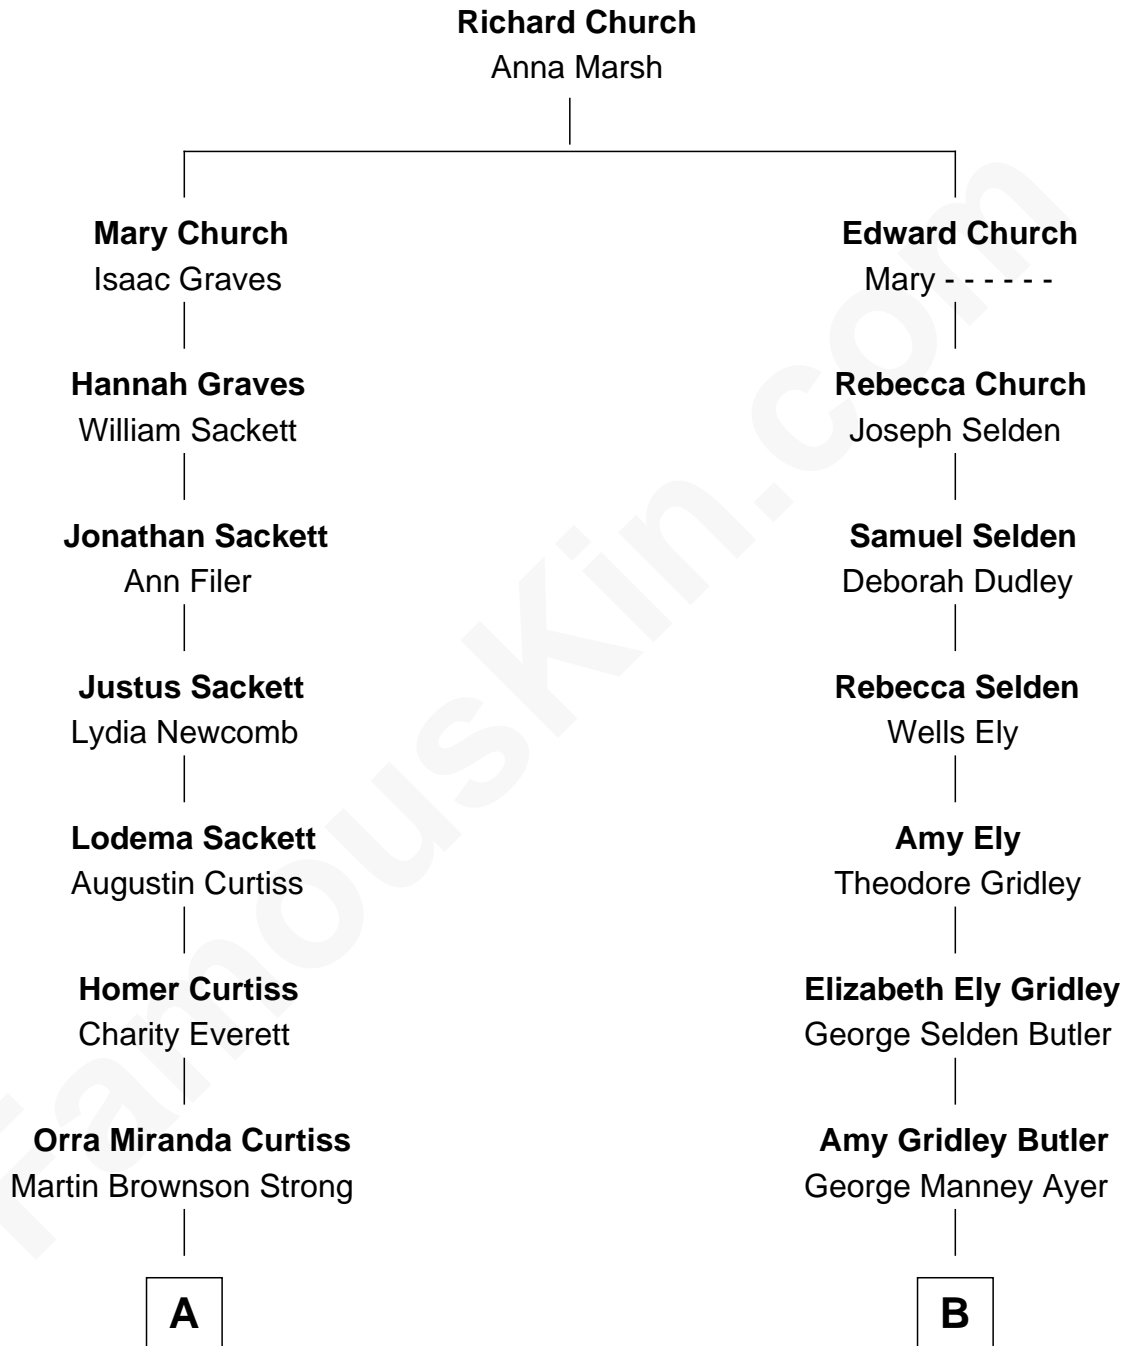 Richard Church
Anna Marsh
Mary Church
Isaac Graves
Hannah Graves
William Sackett
Jonathan Sackett
Ann Filer
Justus Sackett
Lydia Newcomb
Lodema Sackett
Augustin Curtiss
Homer Curtiss
Charity Everett
Orra Miranda Curtiss
Martin Brownson Strong
A
Edward Church
Mary - - - - - -
Rebecca Church
Joseph Selden
Samuel Selden
Deborah Dudley
Rebecca Selden
Wells Ely
Amy Ely
Theodore Gridley
Elizabeth Ely Gridley
George Selden Butler
Amy Gridley Butler
George Manney Ayer
B
FamousKin.com